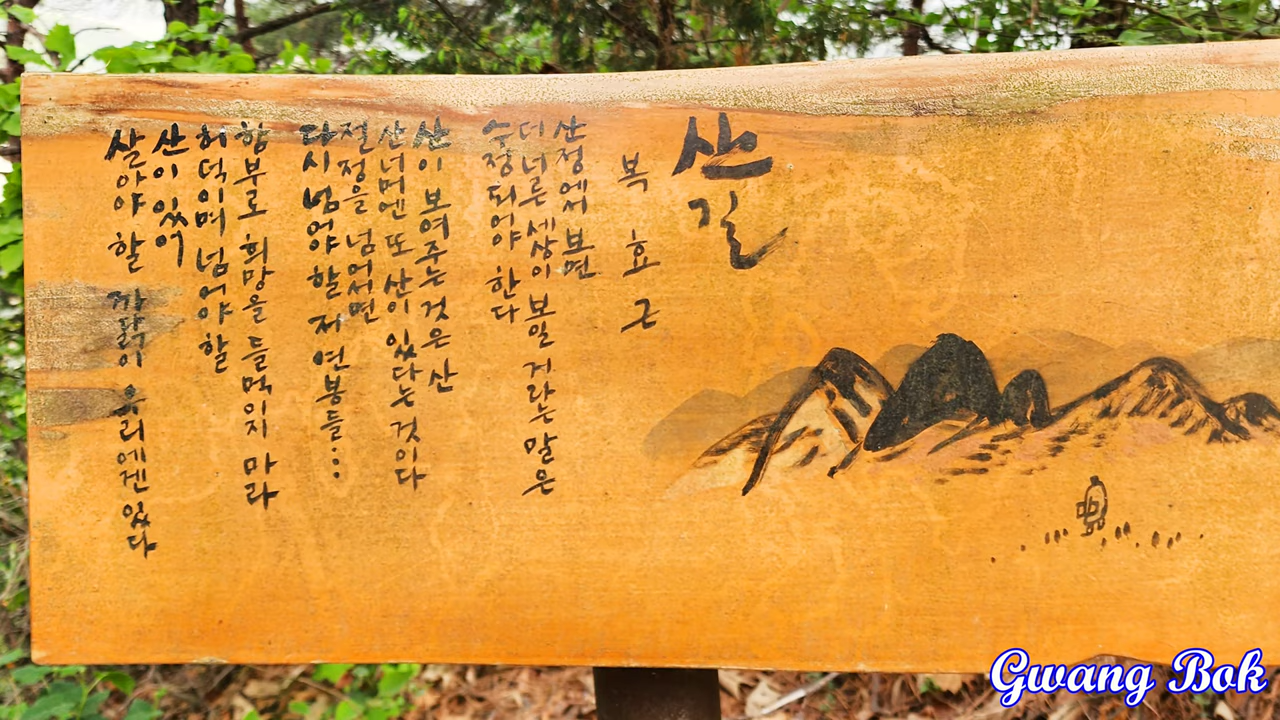 산길
복효근
산정에서 보면
더 너른 세상이 보일 거라는 말은
수정되어야 한다
산이 보여주는 것은 산
산 너머엔 또 산이 있다는 것이다
절정을 넘어서면
다시 넘어야 할 저 연봉들...
함부로 희망을 들먹이지 마라
허덕이며 넘어야 할
산이 있어
살아야 할 까닭이 우리에겐 있다
Gwang Bok